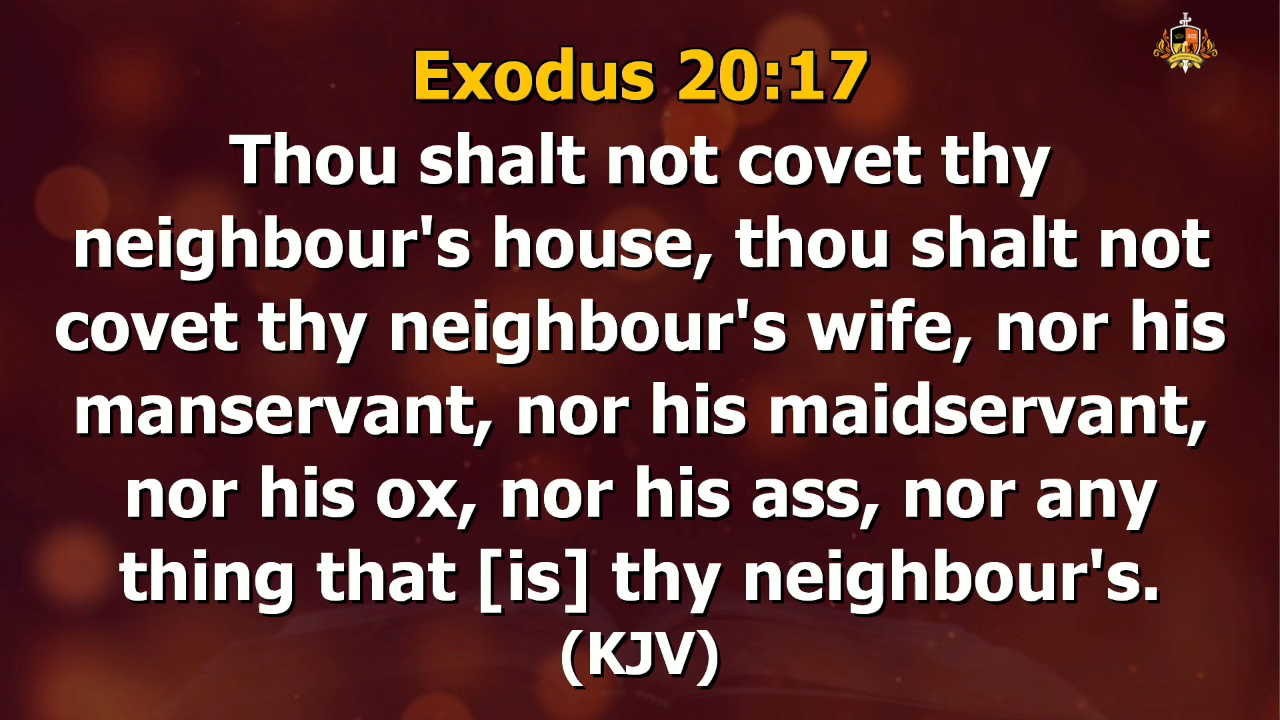 Exodus 20:17
Thou shalt not covet thy
neighbour's house, thou shalt not
covet thy neighbour's wife, nor his
manservant, nor his maidservant,
nor his ox, nor his ass, nor any
thing that [is] thy neighbour's.
(KJV)